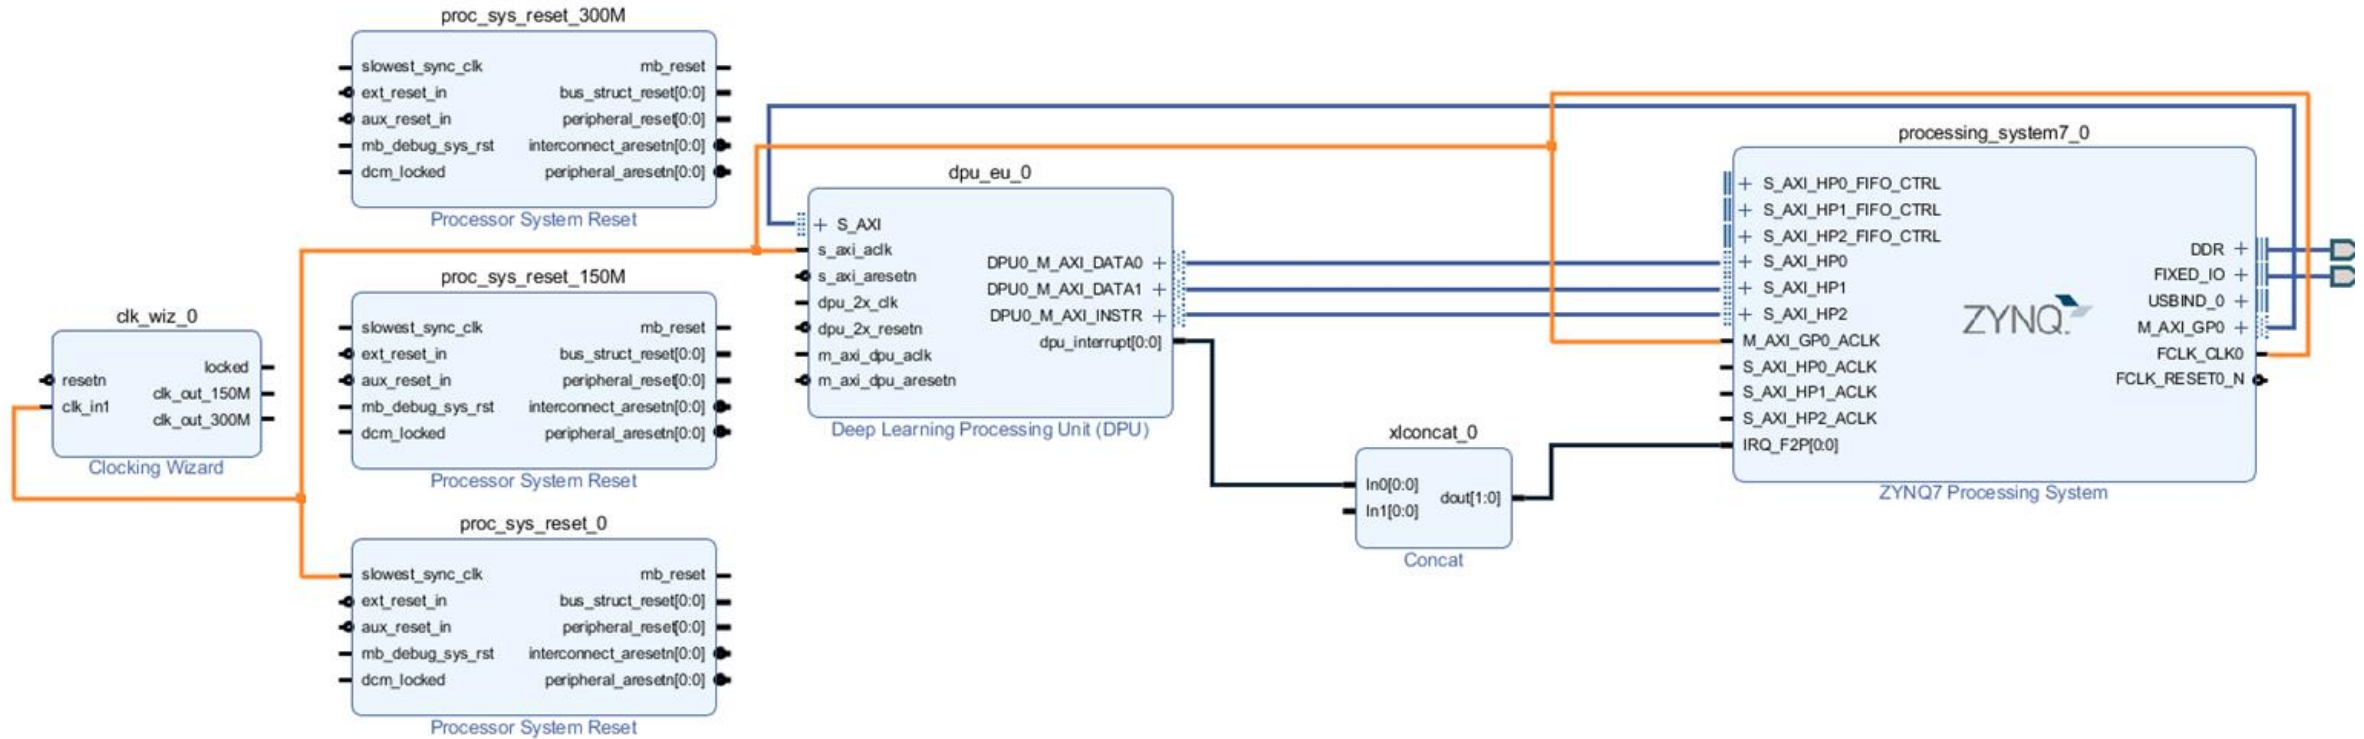 proc_sys_reset_300M
slowest_sync_clk
ext_reset_in
aux_reset_in
mb_debug_sys_rst
dcm_locked
mb_reset
bus_struct_reset[0:0]
peripheral_reset[0:0]
interconnect_aresetn[0:0]
peripheral_aresetn[0:0]
Processor System Reset
clk_wiz_0
resetn
clk_in1
locked
clk_out_150M
clk_out_300M
Clocking Wizard
proc_sys_reset_150M
slowest_sync_clk
ext_reset_in
aux_reset_in
mb_debug_sys_rst
dcm_locked
mb_reset
bus_struct_reset[0:0]
peripheral_reset[0:0]
interconnect_aresetn[0:0]
peripheral_aresetn[0:0]
Processor System Reset
proc_sys_reset_0
slowest_sync_clk
ext_reset_in
aux_reset_in
mb_debug_sys_rst
dcm_locked
mb_reset
bus_struct_reset[0:0]
peripheral_reset[0:0]
interconnect_aresetn[0:0]
peripheral_aresetn[0:0]
Processor System Reset
dpu_eu_0
S_AXI
s_axi_aclk
s_axi_aresetn
dpu_2x_clk
dpu_2x_resetn
m_axi_dpu_aclk
m_axi_dpu_aresetn
DPU0_M_AXI_DATA0
DPU0_M_AXI_DATA1
DPU0_M_AXI_INSTR
dpu_interrupt[0:0]
Deep Learning Processing Unit (DPU)
xlconcat_0
In0[0:0]
In1[0:0]
dout[1:0]
Concat
processing_system7_0
S_AXI_HP0_FIFO_CTRL
S_AXI_HP1_FIFO_CTRL
S_AXI_HP2_FIFO_CTRL
S_AXI_HP0
S_AXI_HP1
S_AXI_HP2
M_AXI_GP0_ACLK
S_AXI_HP0_ACLK
S_AXI_HP1_ACLK
S_AXI_HP2_ACLK
IRQ_F2P[0:0]
ZYNQ.
DDR
FIXED_IO
USBIND_0
M_AXI_GP0
FCLK_CLK0
FCLK_RESET0_N
ZYNQ7 Processing System